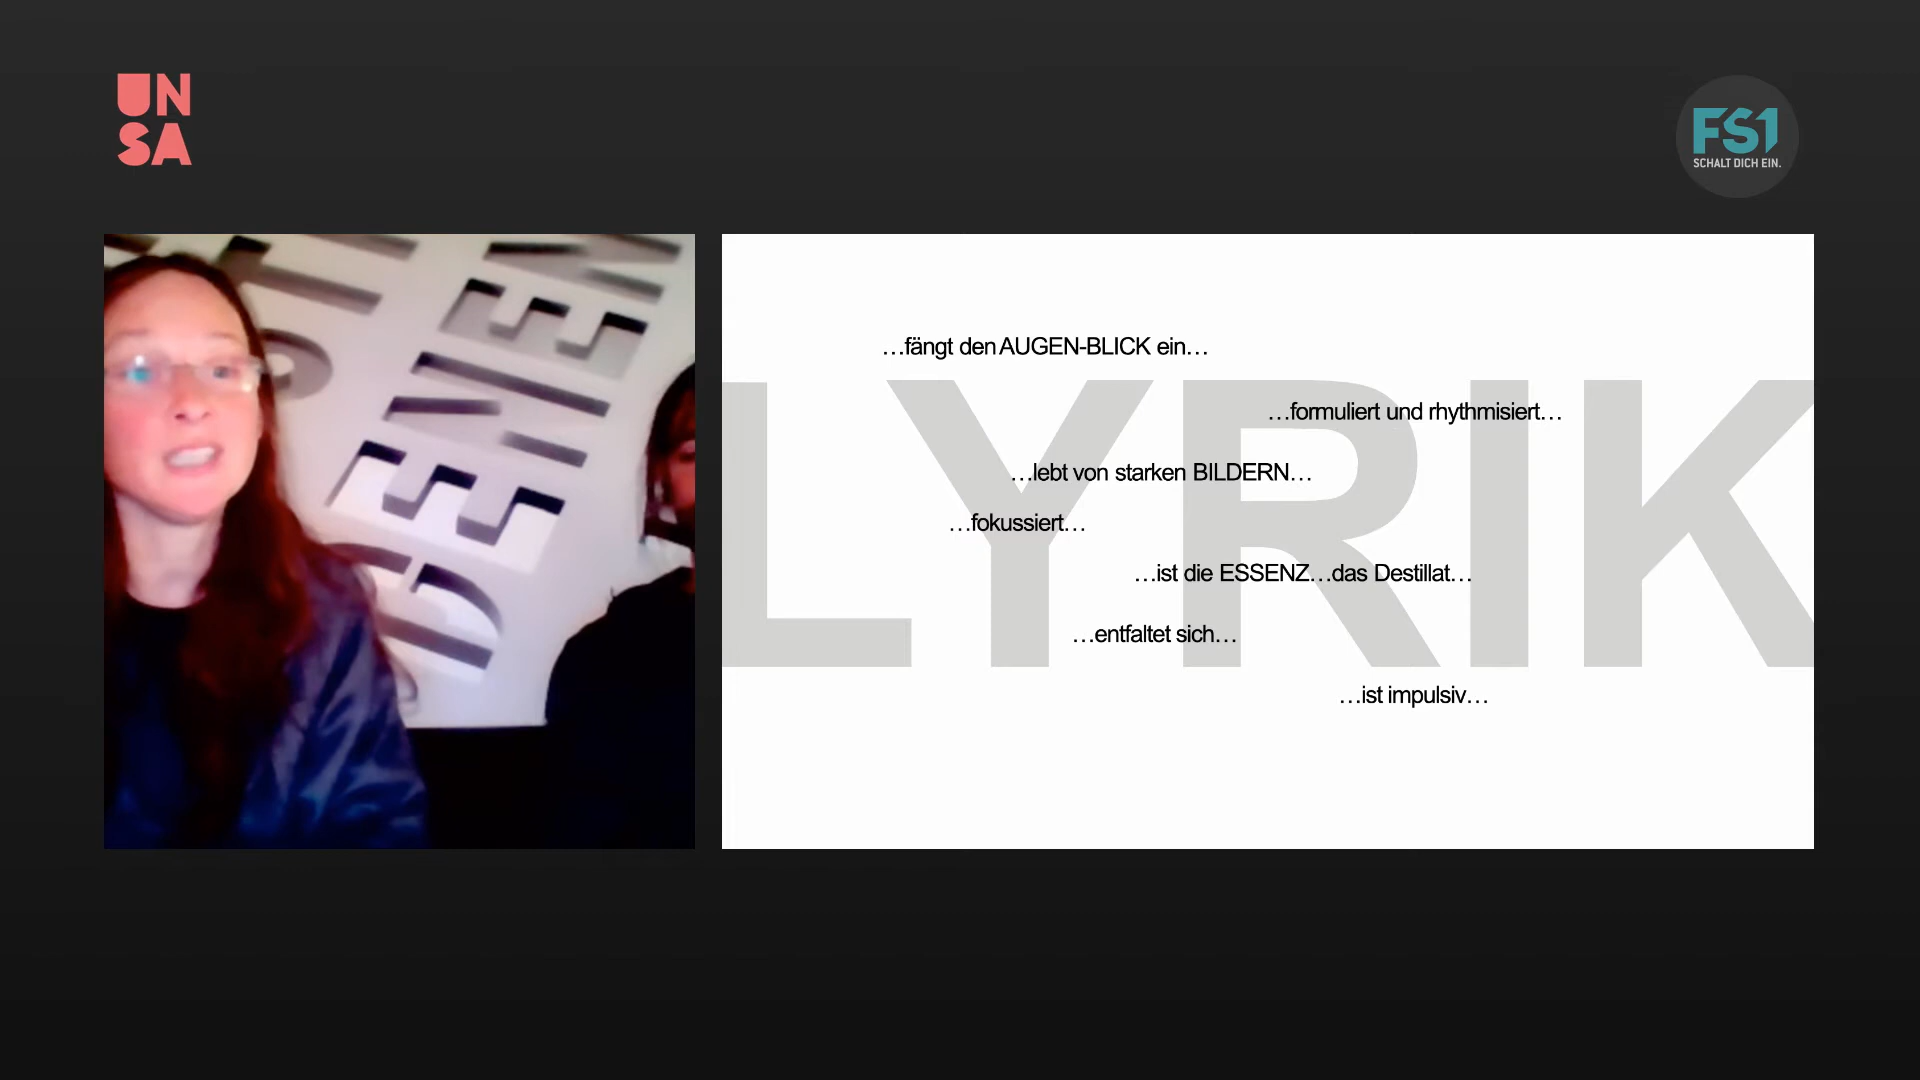 UN
SA
FS1
SCHALT DICH EIN.
DEMEN
…fängt den AUGEN-BLICK ein…
…formuliert und rhythmisiert…
…lebt von starken BILDERN…
…fokussiert…
…ist die ESSENZ…das Destillat…
…entfaltet sich…
…ist impulsiv…
LYRIK